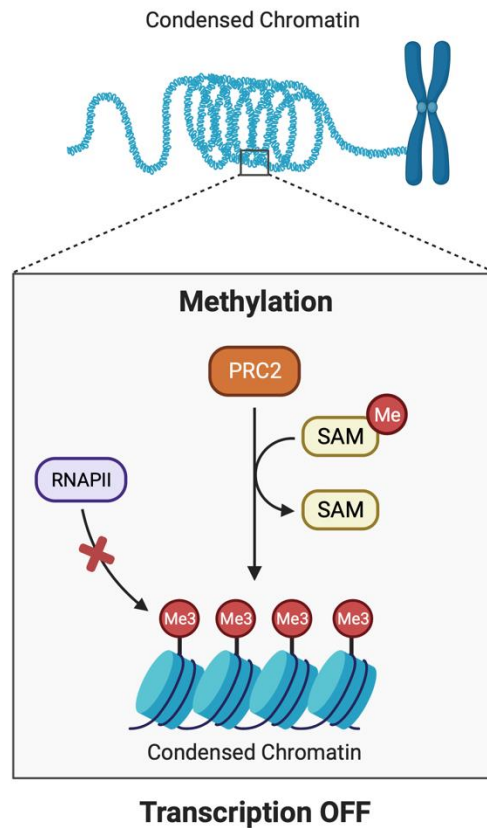 Condensed Chromatin
Methylation
PRC2
Me
SAM
RNAPII
SAM
Me3 Me3 Me3 Me3
Condensed Chromatin
Transcription OFF